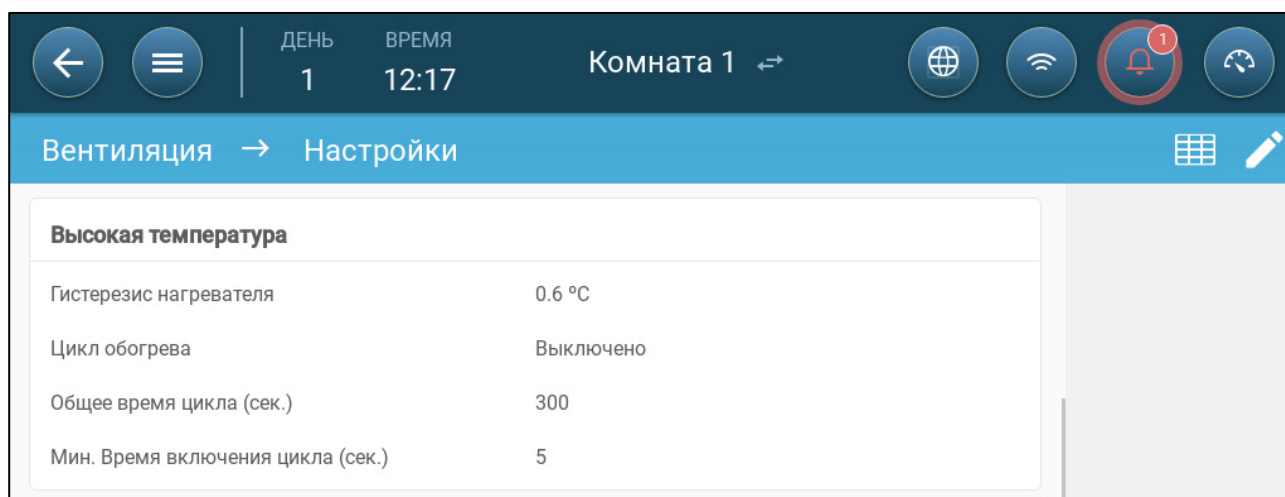 ДЕНЬ ВРЕМЯ
1 12:17 Комната 1
1
Вентиляция → Настройки
Высокая температура
Гистерезис нагревателя 0.6 ºC
Цикл обогрева Выключено
Общее время цикла (сек.) 300
Мин. Время включения цикла (сек.) 5